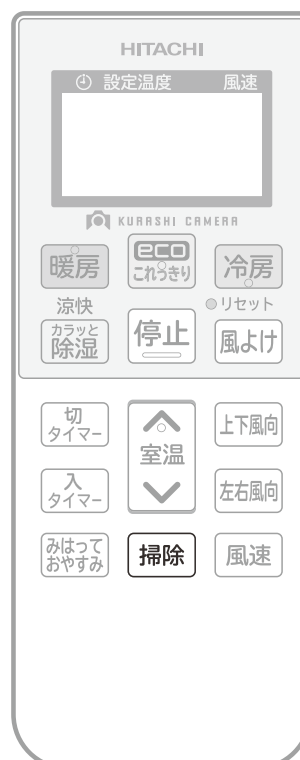 HITACHI
設定温度 風速
KURASHI CAMERA
暖房
eco
これっきり
冷房
涼快
カラッと
除湿
停止
リセット
風よけ
切
タイマー
室温
上下風向
入
タイマー
左右風向
みはって
おやすみ
掃除
風速